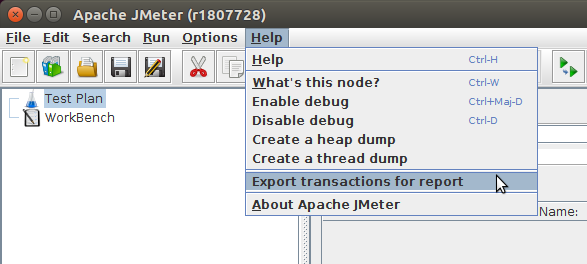 Apache JMeter (r1807728)
File Edit Search Run Options Help
Help Ctrl-H
What's this node? Ctrl-W
Enable debug Ctrl+Maj-D
Disable debug Ctrl-D
Create a heap dump
Create a thread dump
Export transactions for report
About Apache JMeter
Test Plan
WorkBench
Name: